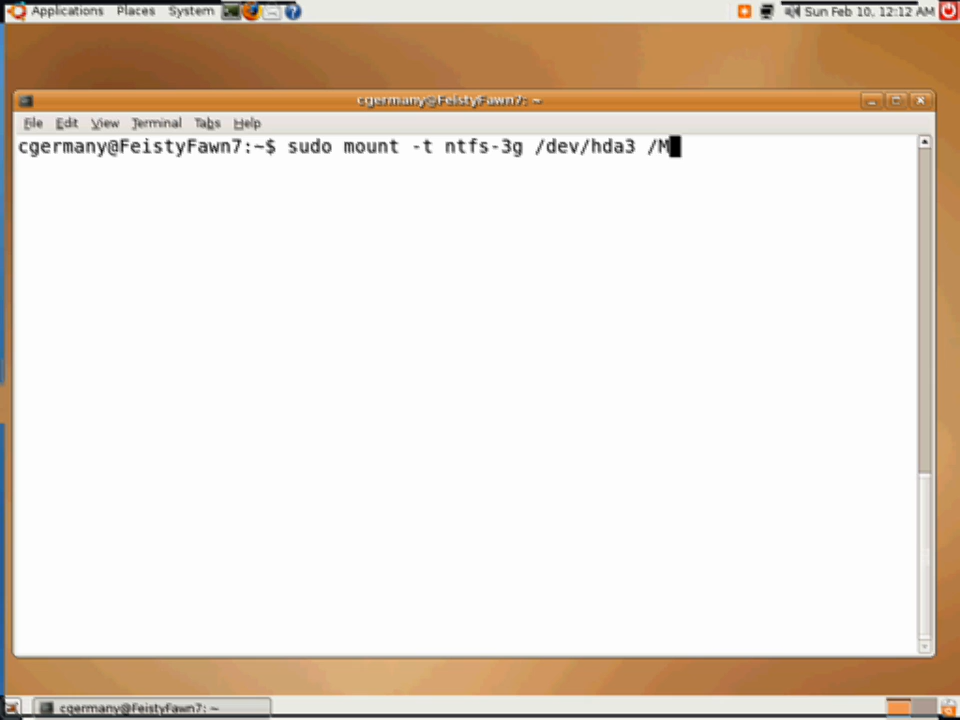 Applications Places System Sun Feb 10, 12:12 AM
cgermany@FeistyFawn7: ~
File Edit View Terminal Tabs Help
cgermany@FeistyFawn7:~$ sudo mount -t ntfs-3g /dev/hda3 /M
cgermany@FeistyFawn7: ~